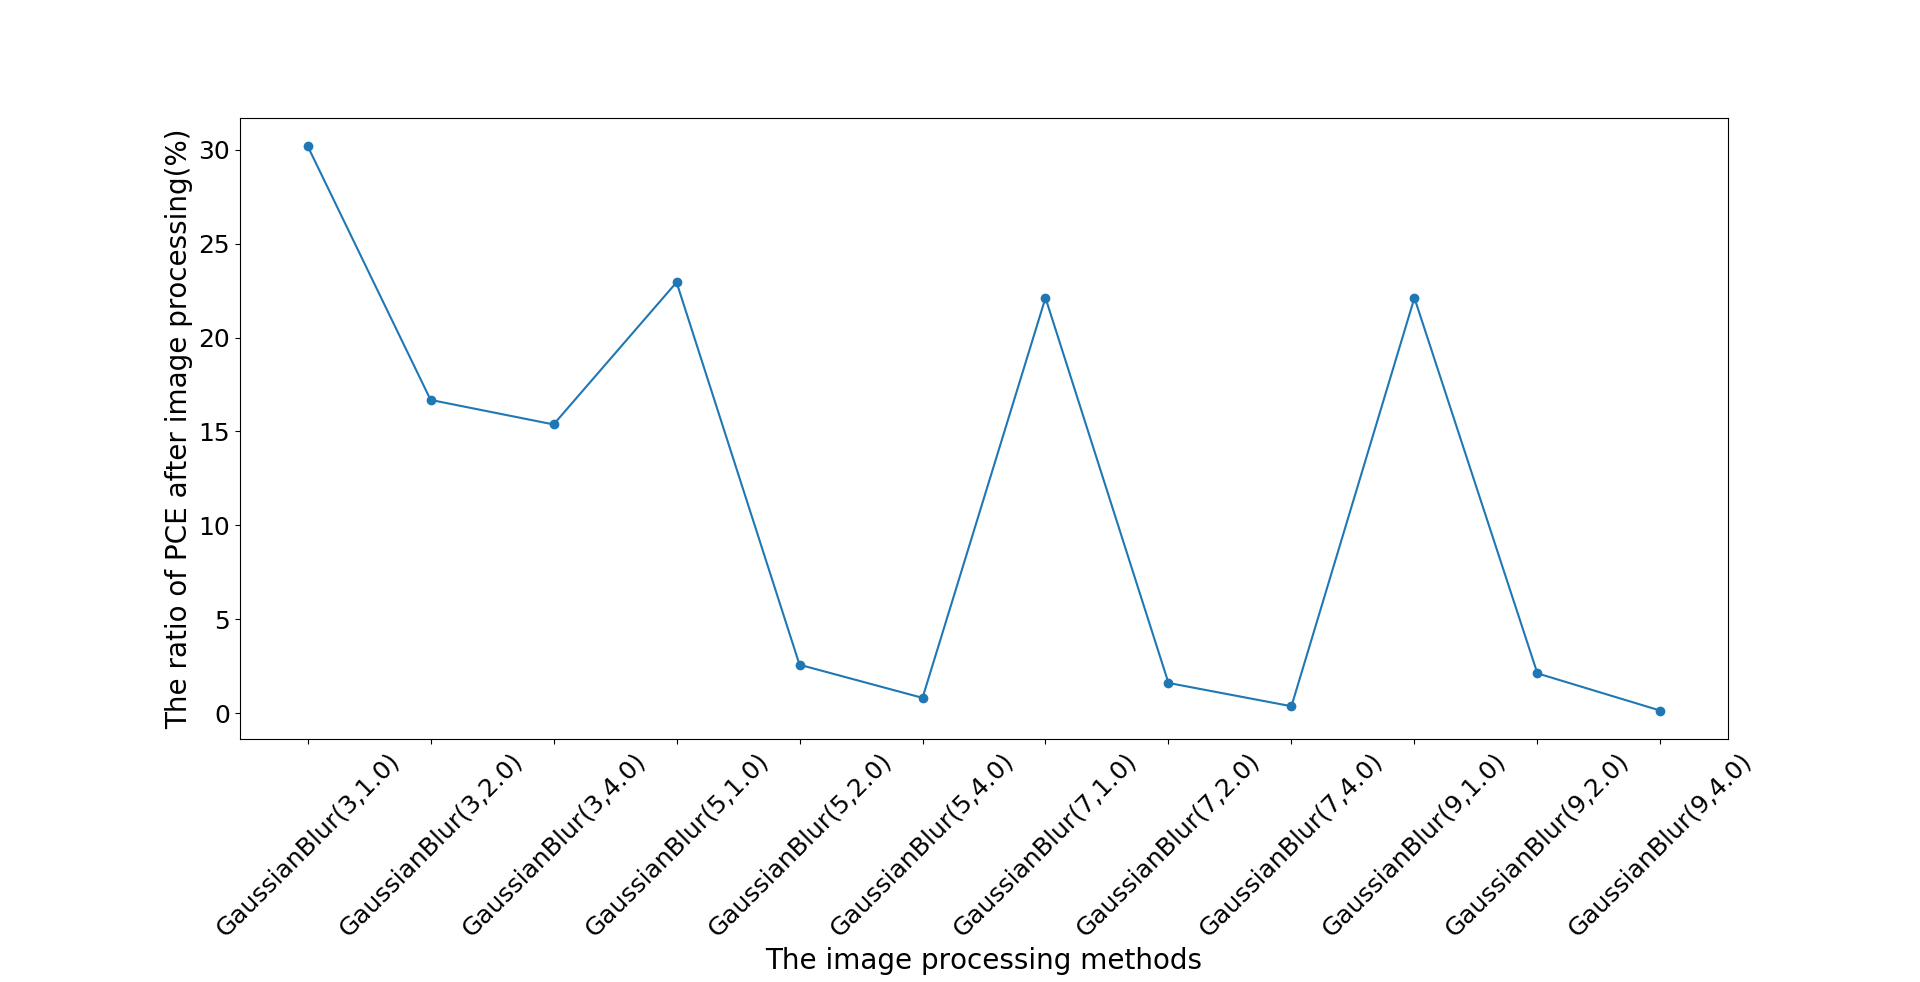 The ratio of PCE after image processing(%)
30
25
20
15
10
5
0
GaussianBlur(3,1.0)
GaussianBlur(3,2.0)
GaussianBlur(3,4.0)
GaussianBlur(5,1.0)
GaussianBlur(5,2.0)
GaussianBlur(5,4.0)
GaussianBlur(7,1.0)
GaussianBlur(7,2.0)
GaussianBlur(7,4.0)
GaussianBlur(9,1.0)
GaussianBlur(9,2.0)
GaussianBlur(9,4.0)
The image processing methods